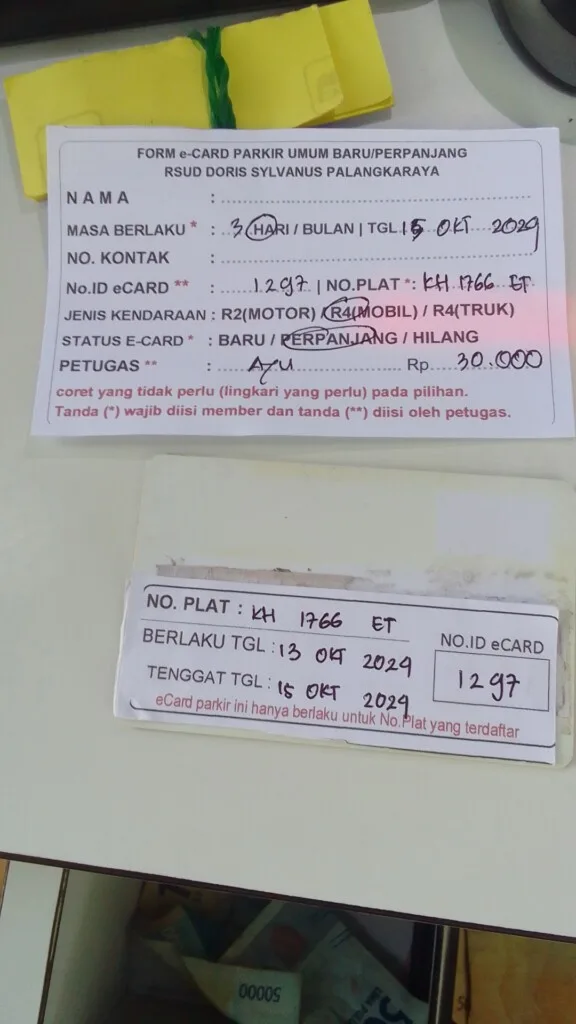 FORM e-CARD PARKIR UMUM BARU/PERPANJANG
RSUD DORIS SYLVANUS PALANGKARAYA
NAMA :
MASA BERLAKU * : 3 HARI / BULAN | TGL. 15 OKT 2029
NO. KONTAK :
No.ID eCARD ** : 1297 | NO.PLAT *: KH 1766 ET
JENIS KENDARAAN : R2(MOTOR) / R4(MOBIL) / R4(TRUK)
STATUS E-CARD * : BARU / PERPANJANG / HILANG
PETUGAS ** : AYU Rp 30.000
coret yang tidak perlu (lingkari yang perlu) pada pilihan.
Tanda (*) wajib diisi member dan tanda (**) diisi oleh petugas.
NO. PLAT : KH 1766 ET
BERLAKU TGL : 13 OKT 2029
TENGGAT TGL : 15 OKT 2029
NO.ID eCARD
1297
eCard parkir ini hanya berlaku untuk No.Plat yang terdaftar
50000